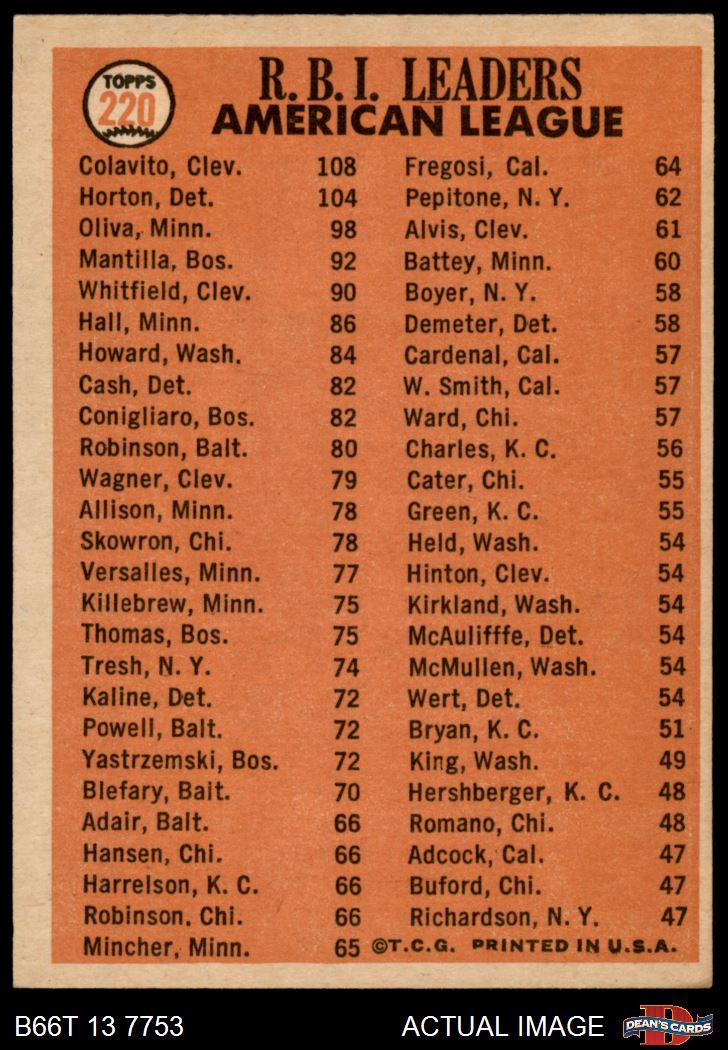 TOPPS
220
R. B. I. LEADERS
AMERICAN LEAGUE
Colavito, Clev. 108
Horton, Det. 104
Oliva, Minn. 98
Mantilla, Bos. 92
Whitfield, Clev. 90
Hall, Minn. 86
Howard, Wash. 84
Cash, Det. 82
Conigliaro, Bos. 82
Robinson, Balt. 80
Wagner, Clev. 79
Allison, Minn. 78
Skowron, Chi. 78
Versalles, Minn. 77
Killebrew, Minn. 75
Thomas, Bos. 75
Tresh, N. Y. 74
Kaline, Det. 72
Powell, Balt. 72
Yastrzemski, Bos. 72
Blefary, Bait. 70
Adair, Balt. 66
Hansen, Chi. 66
Harrelson, K. C. 66
Robinson, Chi. 66
Mincher, Minn. 65
Fregosi, Cal. 64
Pepitone, N. Y. 62
Alvis, Clev. 61
Battey, Minn. 60
Boyer, N. Y. 58
Demeter, Det. 58
Cardenal, Cal. 57
W. Smith, Cal. 57
Ward, Chi. 57
Charles, K. C. 56
Cater, Chi. 55
Green, K. C. 55
Held, Wash. 54
Hinton, Clev. 54
Kirkland, Wash. 54
McAulifffe, Det. 54
McMullen, Wash. 54
Wert, Det. 54
Bryan, K. C. 51
King, Wash. 49
Hershberger, K. C. 48
Romano, Chi. 48
Adcock, Cal. 47
Buford, Chi. 47
Richardson, N. Y. 47
©T.C.G. PRINTED IN U.S.A.
B66T 13 7753
ACTUAL IMAGE
D
DEAN'S CARDS